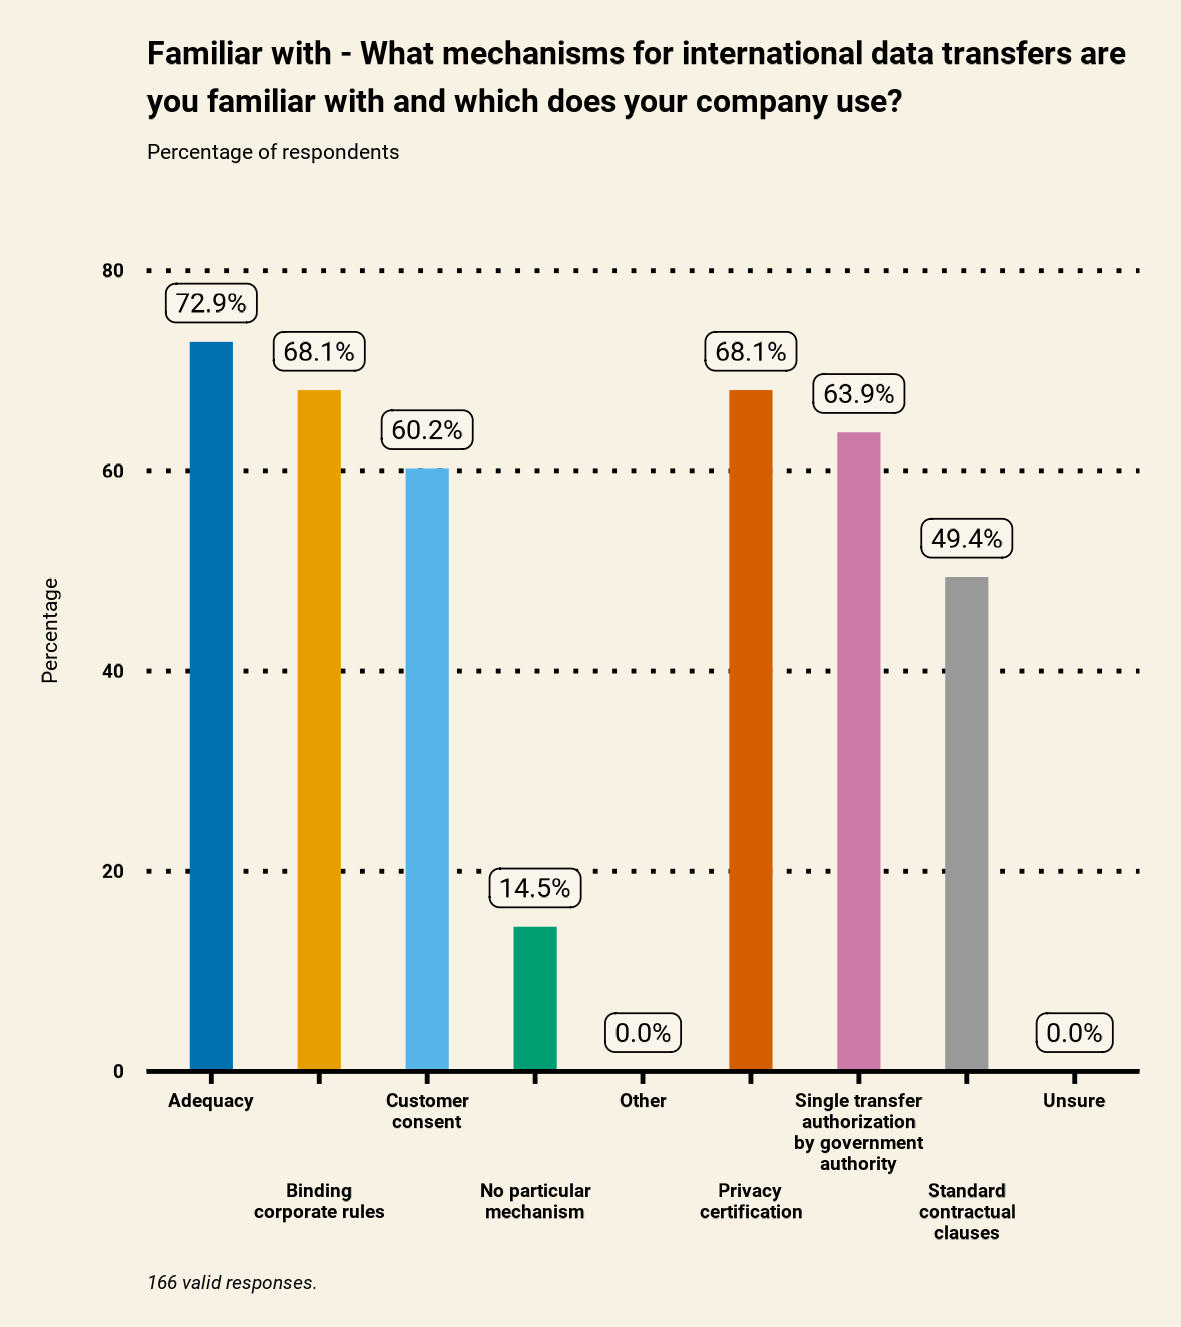 Familiar with - What mechanisms for international data transfers are
you familiar with and which does your company use?
Percentage of respondents
80
72.9%
68.1%
68.1%
63.9%
60.2%
60
49.4%
Percentage
40
20
14.5%
0.0%
0.0%
0
Adequacy
Customer
consent
Other
Single transfer
authorization
by government
authority
Unsure
Binding
corporate rules
No particular
mechanism
Privacy
certification
Standard
contractual
clauses
166 valid responses.